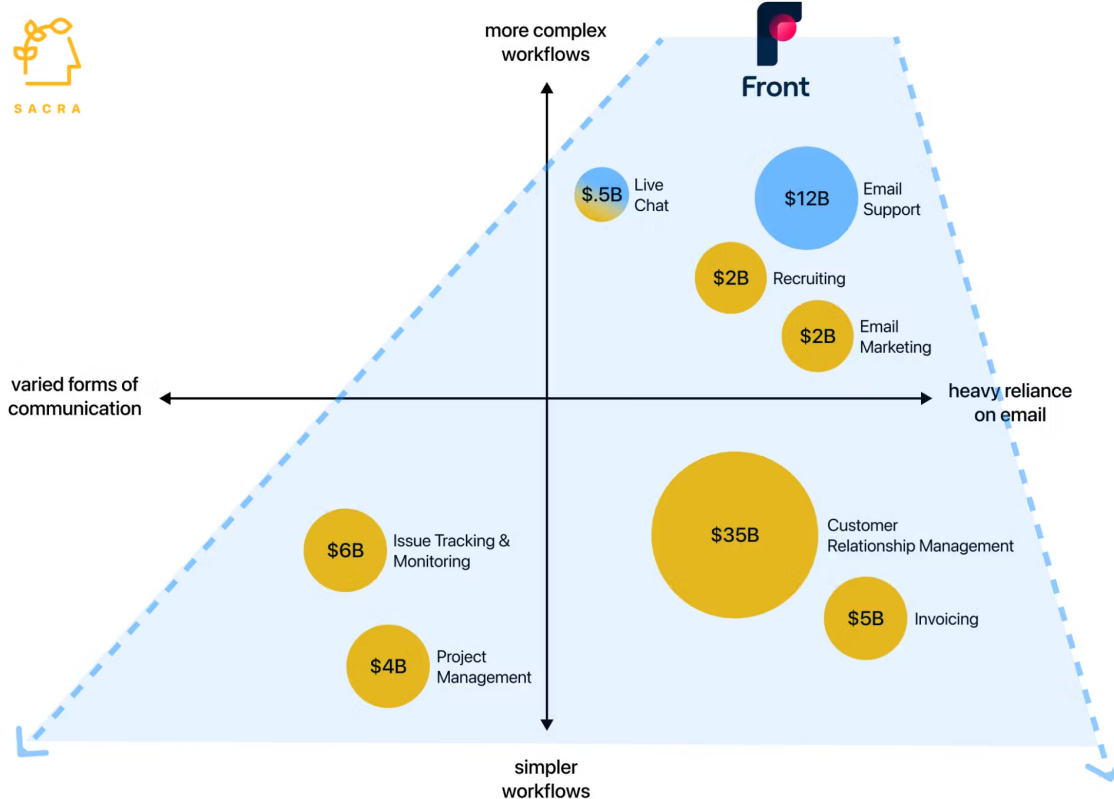 SACRA
more complex
workflows
Front
$.5B
Live
Chat
$12B
Email
Support
$2B
Recruiting
$2B
Email
Marketing
varied forms of
communication
heavy reliance
on email
$35B
Customer
Relationship Management
$6B
Issue Tracking &
Monitoring
$5B
Invoicing
$4B
Project
Management
simpler
workflows